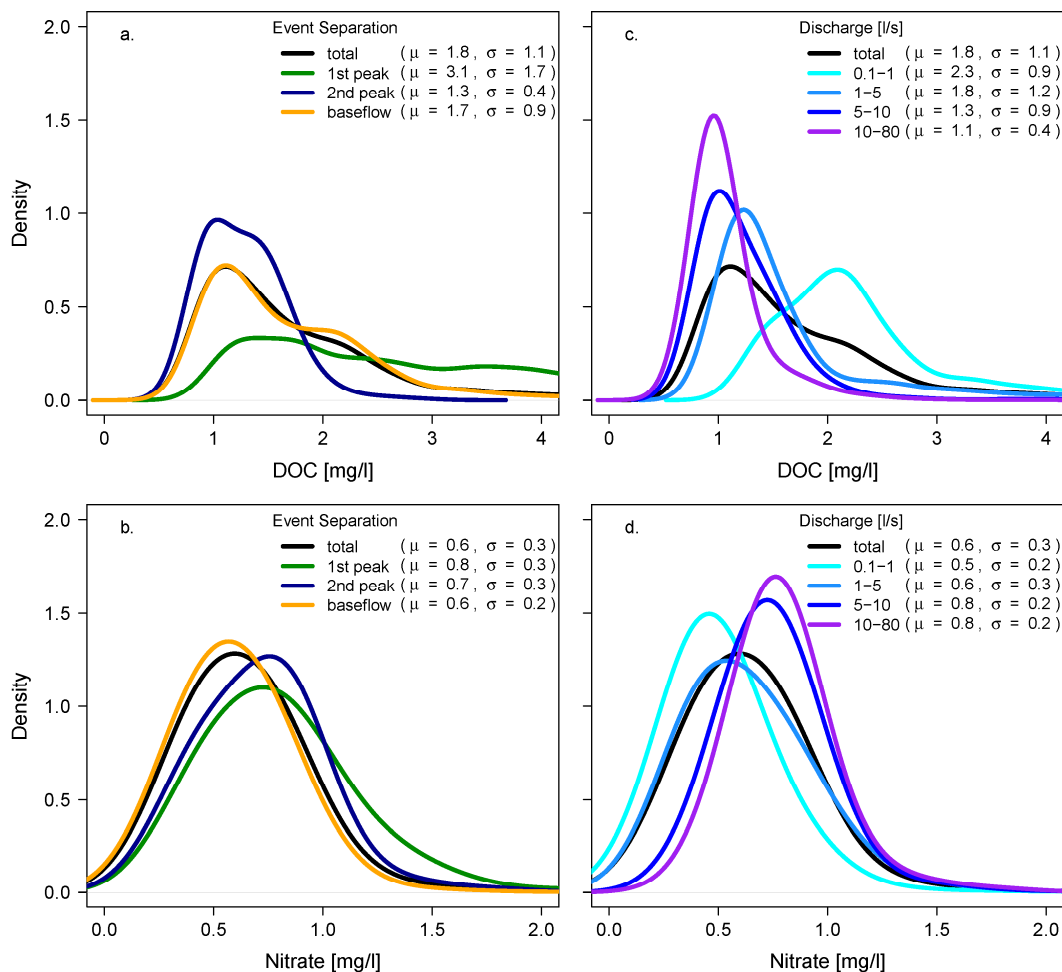 a.
Event Separation
total ( μ = 1.8 , σ = 1.1 )
1st peak ( μ = 3.1 , σ = 1.7 )
2nd peak ( μ = 1.3 , σ = 0.4 )
baseflow ( μ = 1.7 , σ = 0.9 )
2.0
1.5
1.0
0.5
0.0
Density
0 1 2 3 4
DOC [mg/l]
c.
Discharge [l/s]
total ( μ = 1.8 , σ = 1.1 )
0.1−1 ( μ = 2.3 , σ = 0.9 )
1−5 ( μ = 1.8 , σ = 1.2 )
5−10 ( μ = 1.3 , σ = 0.9 )
10−80 ( μ = 1.1 , σ = 0.4 )
0 1 2 3 4
DOC [mg/l]
b.
Event Separation
total ( μ = 0.6 , σ = 0.3 )
1st peak ( μ = 0.8 , σ = 0.3 )
2nd peak ( μ = 0.7 , σ = 0.3 )
baseflow ( μ = 0.6 , σ = 0.2 )
2.0
1.5
1.0
0.5
0.0
Density
0.0 0.5 1.0 1.5 2.0
Nitrate [mg/l]
d.
Discharge [l/s]
total ( μ = 0.6 , σ = 0.3 )
0.1−1 ( μ = 0.5 , σ = 0.2 )
1−5 ( μ = 0.6 , σ = 0.3 )
5−10 ( μ = 0.8 , σ = 0.2 )
10−80 ( μ = 0.8 , σ = 0.2 )
0.0 0.5 1.0 1.5 2.0
Nitrate [mg/l]